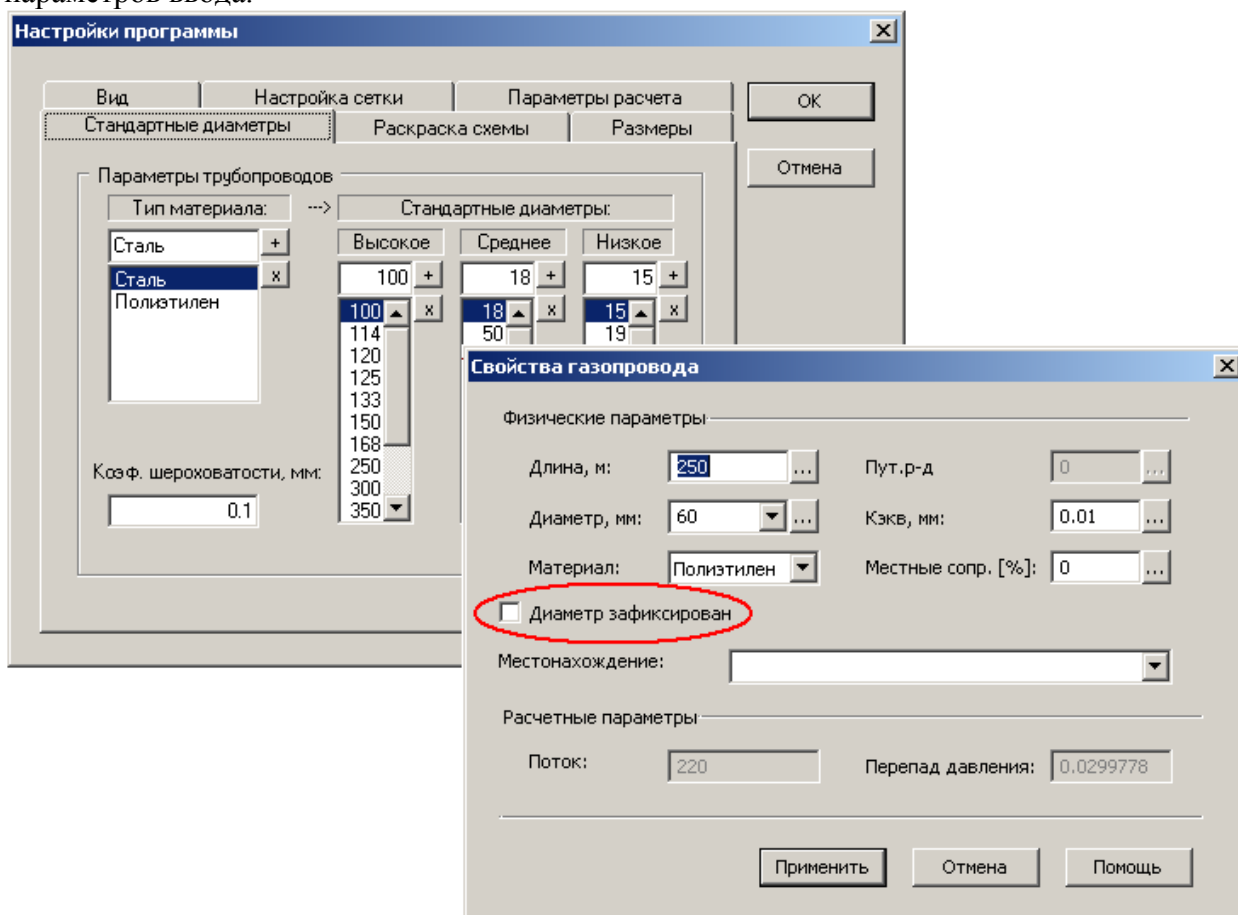 параметров ввода.
Настройки программы
Вид Настройка сетки Параметры расчета
Стандартные диаметры Раскраска схемы Размеры
OK
Отмена
Параметры трубопроводов
Тип материала: ---> Стандартные диаметры:
Сталь +
Сталь x
Полиэтилен
Высокое Среднее Низкое
100 + 18 + 15 +
100 x 18 x 15 x
114 50 19
120
125
133
150
168
250
300
350
Коэф. шероховатости, мм:
0.1
Свойства газопровода
Физические параметры
Длина, м: 250 ... Пут.р-д 0 ...
Диаметр, мм: 60 ... Кэкв, мм: 0.01 ...
Материал: Полиэтилен Местные сопр. [%]: 0 ...
Диаметр зафиксирован
Местонахождение:
Расчетные параметры
Поток: 220 Перепад давления: 0.0299778
Применить Отмена Помощь